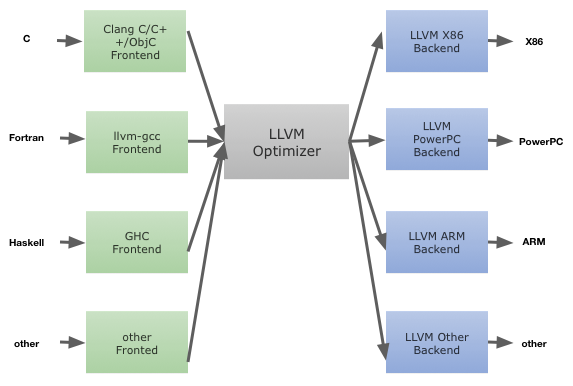 C
Clang C/C+
+/ObjC
Frontend
LLVM X86
Backend
X86
Fortran
llvm-gcc
Frontend
LLVM
Optimizer
LLVM
PowerPC
Backend
PowerPC
Haskell
GHC
Frontend
LLVM ARM
Backend
ARM
other
other
Fronted
LLVM Other
Backend
other